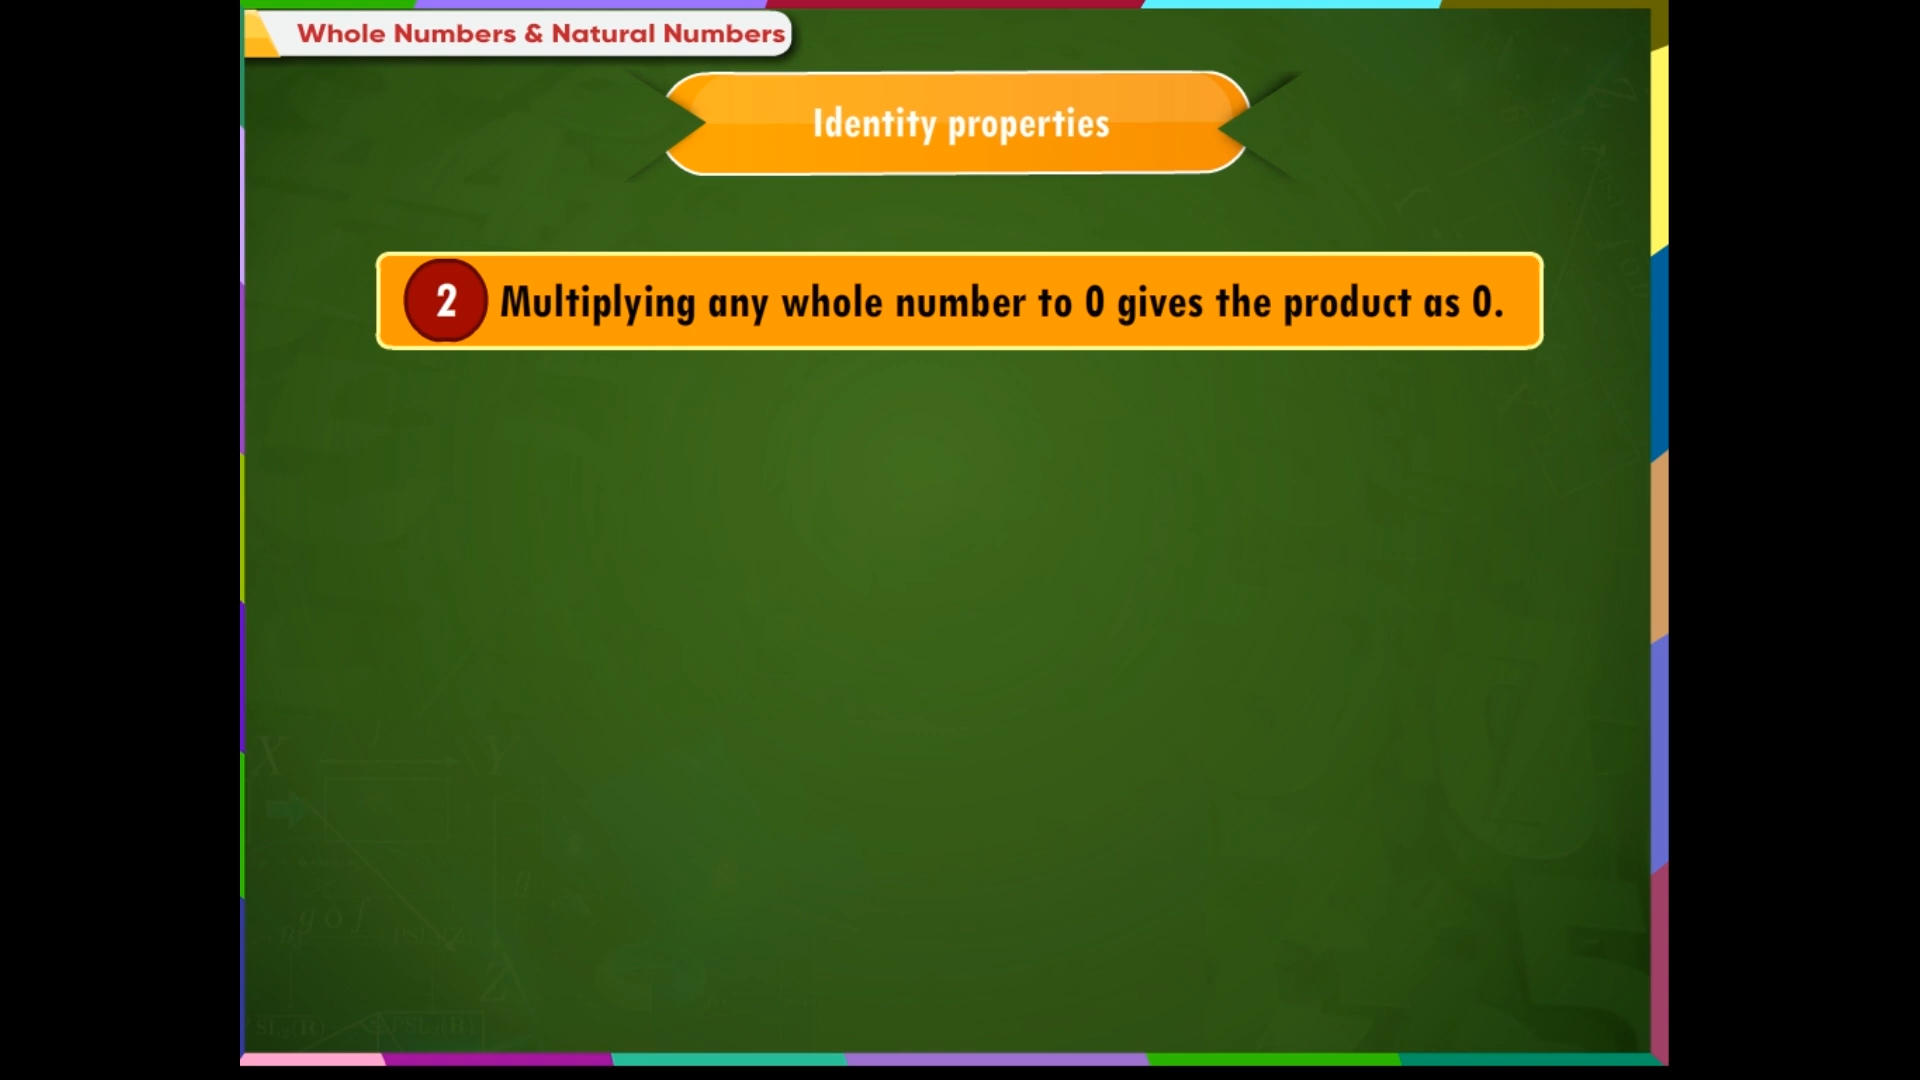 Whole Numbers & Natural Numbers
Identity properties
2 Multiplying any whole number to 0 gives the product as 0.
X
Y
g o f
Z